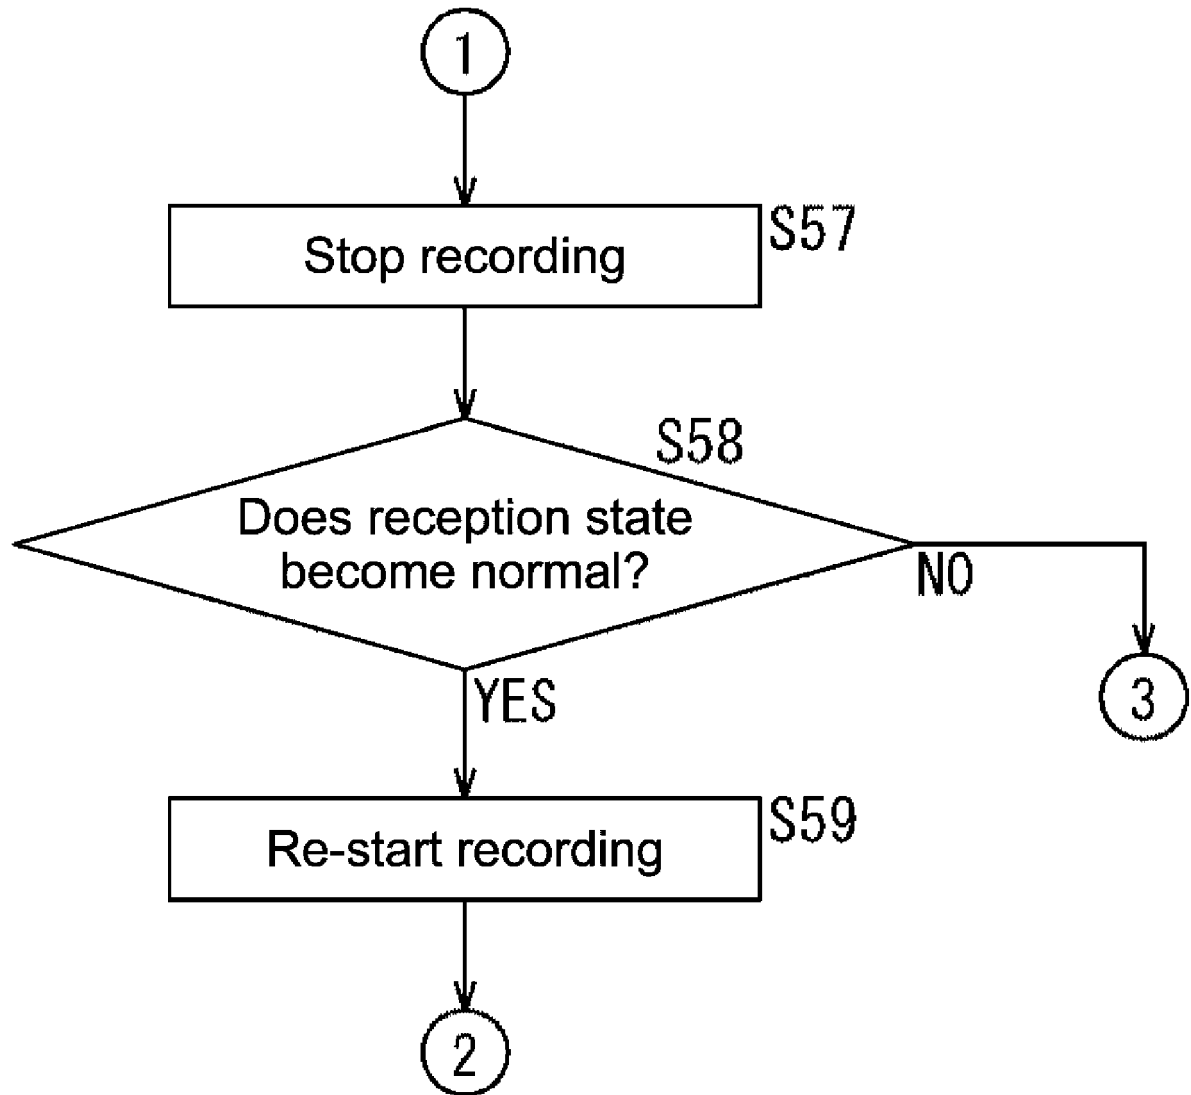 1
Stop recording
S57
S58
Does reception state
become normal?
NO
YES
3
Re-start recording
S59
2